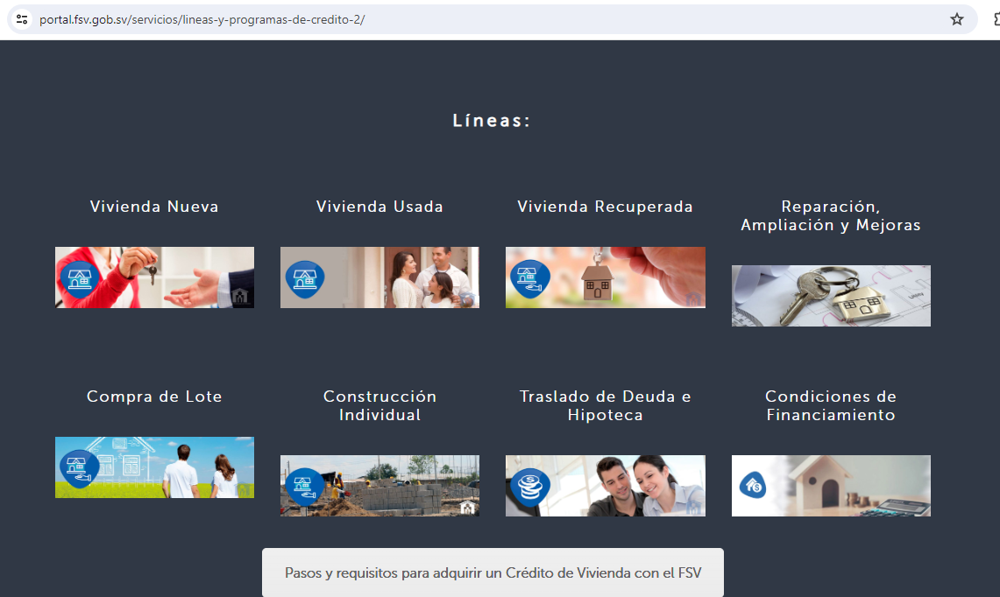 portal.fsv.gob.sv/servicios/lineas-y-programas-de-credito-2/
Líneas:
Vivienda Nueva
Vivienda Usada
Vivienda Recuperada
Reparación,
Ampliación y Mejoras
Compra de Lote
Construcción
Individual
Traslado de Deuda e
Hipoteca
Condiciones de
Financiamiento
Pasos y requisitos para adquirir un Crédito de Vivienda con el FSV